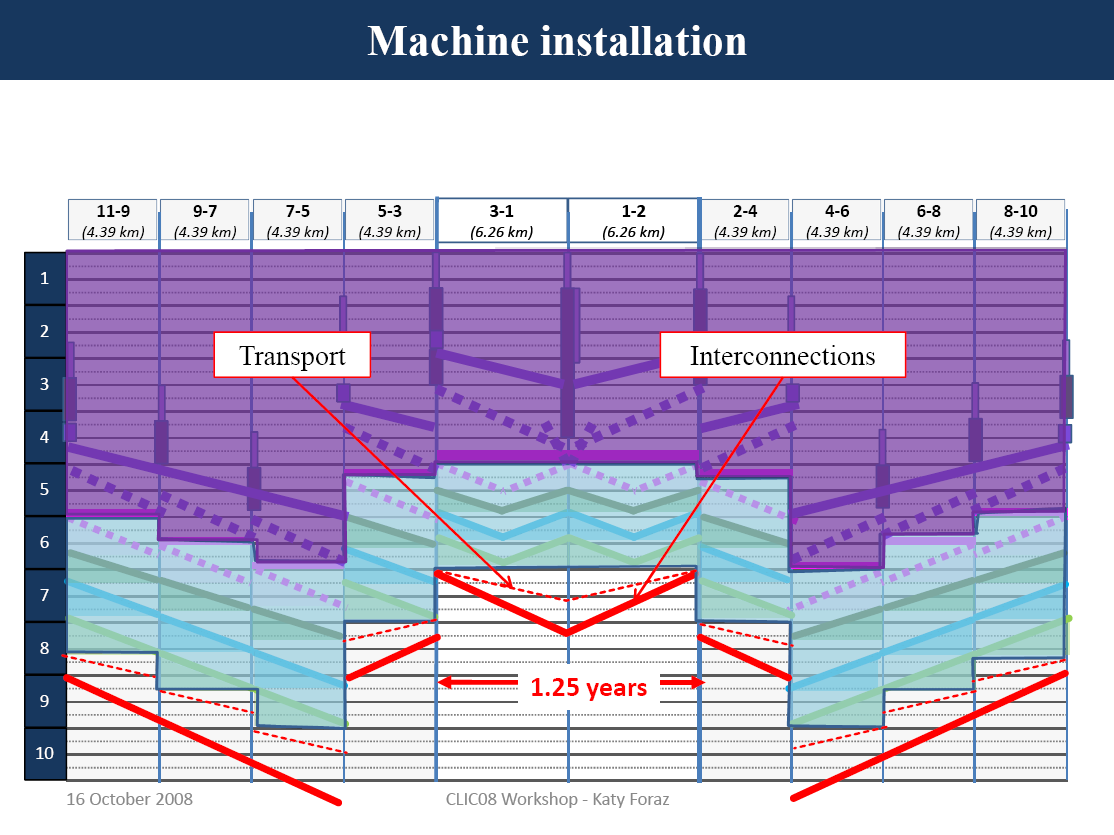 Machine installation
11-9 9-7 7-5 5-3 3-1 1-2 2-4 4-6 6-8 8-10
(4.39 km) (4.39 km) (4.39 km) (4.39 km) (6.26 km) (6.26 km) (4.39 km) (4.39 km) (4.39 km) (4.39 km)
1
2
Transport Interconnections
3
4
5
6
7
8
1.25 years
9
10
16 October 2008 CLIC08 Workshop - Katy Foraz